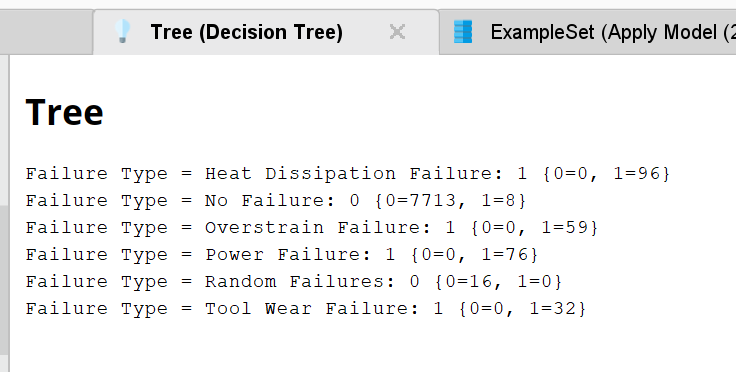 Tree (Decision Tree)
ExampleSet (Apply Model (2
Tree
Failure Type = Heat Dissipation Failure: 1 {0=0, 1=96}
Failure Type = No Failure: 0 {0=7713, 1=8}
Failure Type = Overstrain Failure: 1 {0=0, 1=59}
Failure Type = Power Failure: 1 {0=0, 1=76}
Failure Type = Random Failures: 0 {0=16, 1=0}
Failure Type = Tool Wear Failure: 1 {0=0, 1=32}